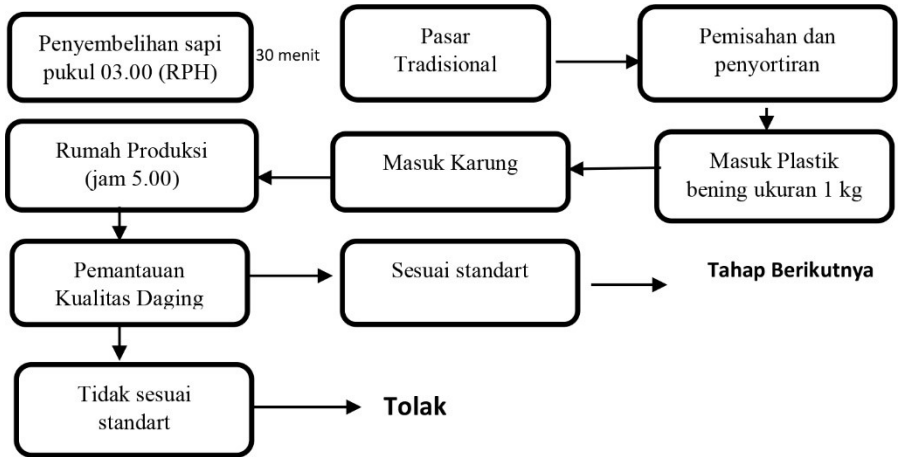 Penyembelihan sapi
pukul 03.00 (RPH)
30 menit
Pasar
Tradisional
Pemisahan dan
penyortiran
Masuk Plastik
bening ukuran 1 kg
Masuk Karung
Rumah Produksi
(jam 5.00)
Pemantauan
Kualitas Daging
Sesuai standart
Tahap Berikutnya
Tidak sesuai
standart
Tolak